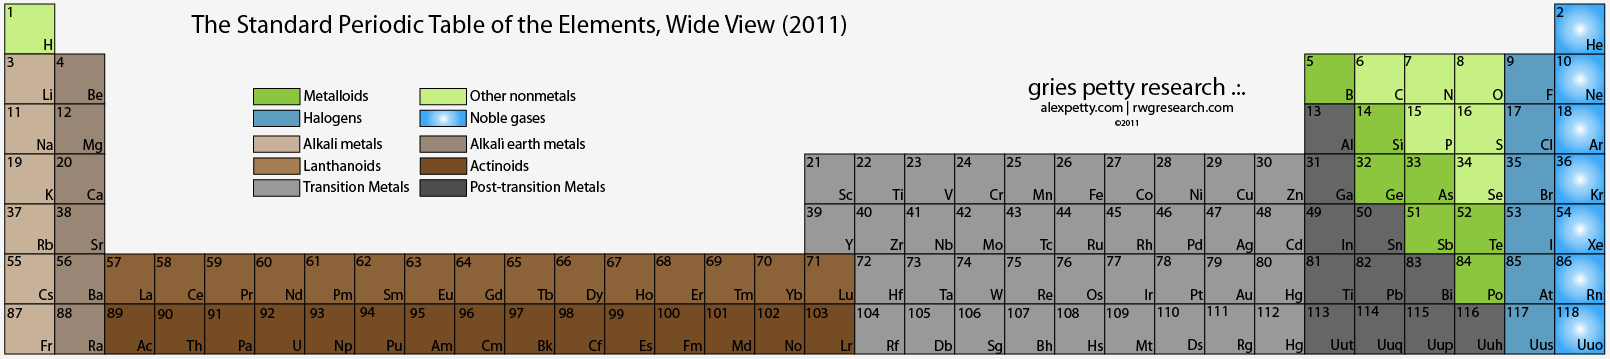 1 2
The Standard Periodic Table of the Elements, Wide View (2011)
H He
3 4 5 6 7 8 9 10
gries petty research .:.
Metalloids Other nonmetals
Li Be B C N O F Ne
alexpetty.com | rwgresearch.com
11 12 13 14 15 16 17 18
Halogens Noble gases
©2011
Alkali metals Alkali earth metals
Na Mg Al Si P S Cl Ar
19 20 21 22 23 24 25 26 27 28 29 30 31 32 33 34 35 36
Lanthanoids Actinoids
Transition Metals Post-transition Metals
K Ca Sc Ti V Cr Mn Fe Co Ni Cu Zn Ga Ge As Se Br Kr
37 38 39 40 41 42 43 44 45 46 47 48 49 50 51 52 53 54
Rb Sr Y Zr Nb Mo Tc Ru Rh Pd Ag Cd In Sn Sb Te I Xe
55 56 57 58 59 60 61 62 63 64 65 66 67 68 69 70 71 72 73 74 75 76 77 78 79 80 81 82 83 84 85 86
Cs Ba La Ce Pr Nd Pm Sm Eu Gd Tb Dy Ho Er Tm Yb Lu Hf Ta W Re Os Ir Pt Au Hg Ti Pb Bi Po At Rn
87 88 89 90 91 92 93 94 95 96 97 98 99 100 101 102 103 104 105 106 107 108 109 110 111 112 113 114 115 116 117 118
Fr Ra Ac Th Pa U Np Pu Am Cm Bk Cf Es Fm Md No Lr Rf Db Sg Bh Hs Mt Ds Rg Hg Uut Uuq Uup Uuh Uus Uuo